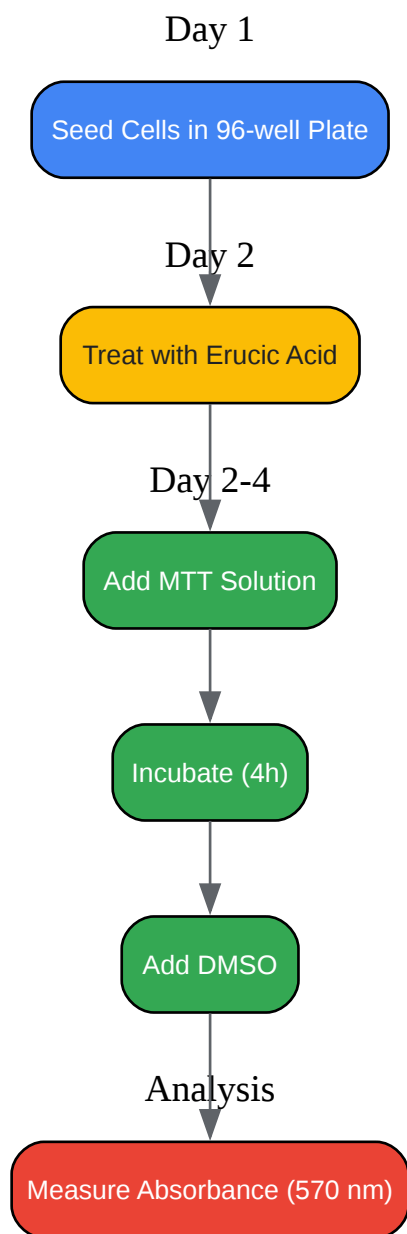 Day 1
Seed Cells in 96-well Plate
Day 2
Treat with Erucic Acid
Day 2-4
Add MTT Solution
Incubate (4h)
Add DMSO
Analysis
Measure Absorbance (570 nm)